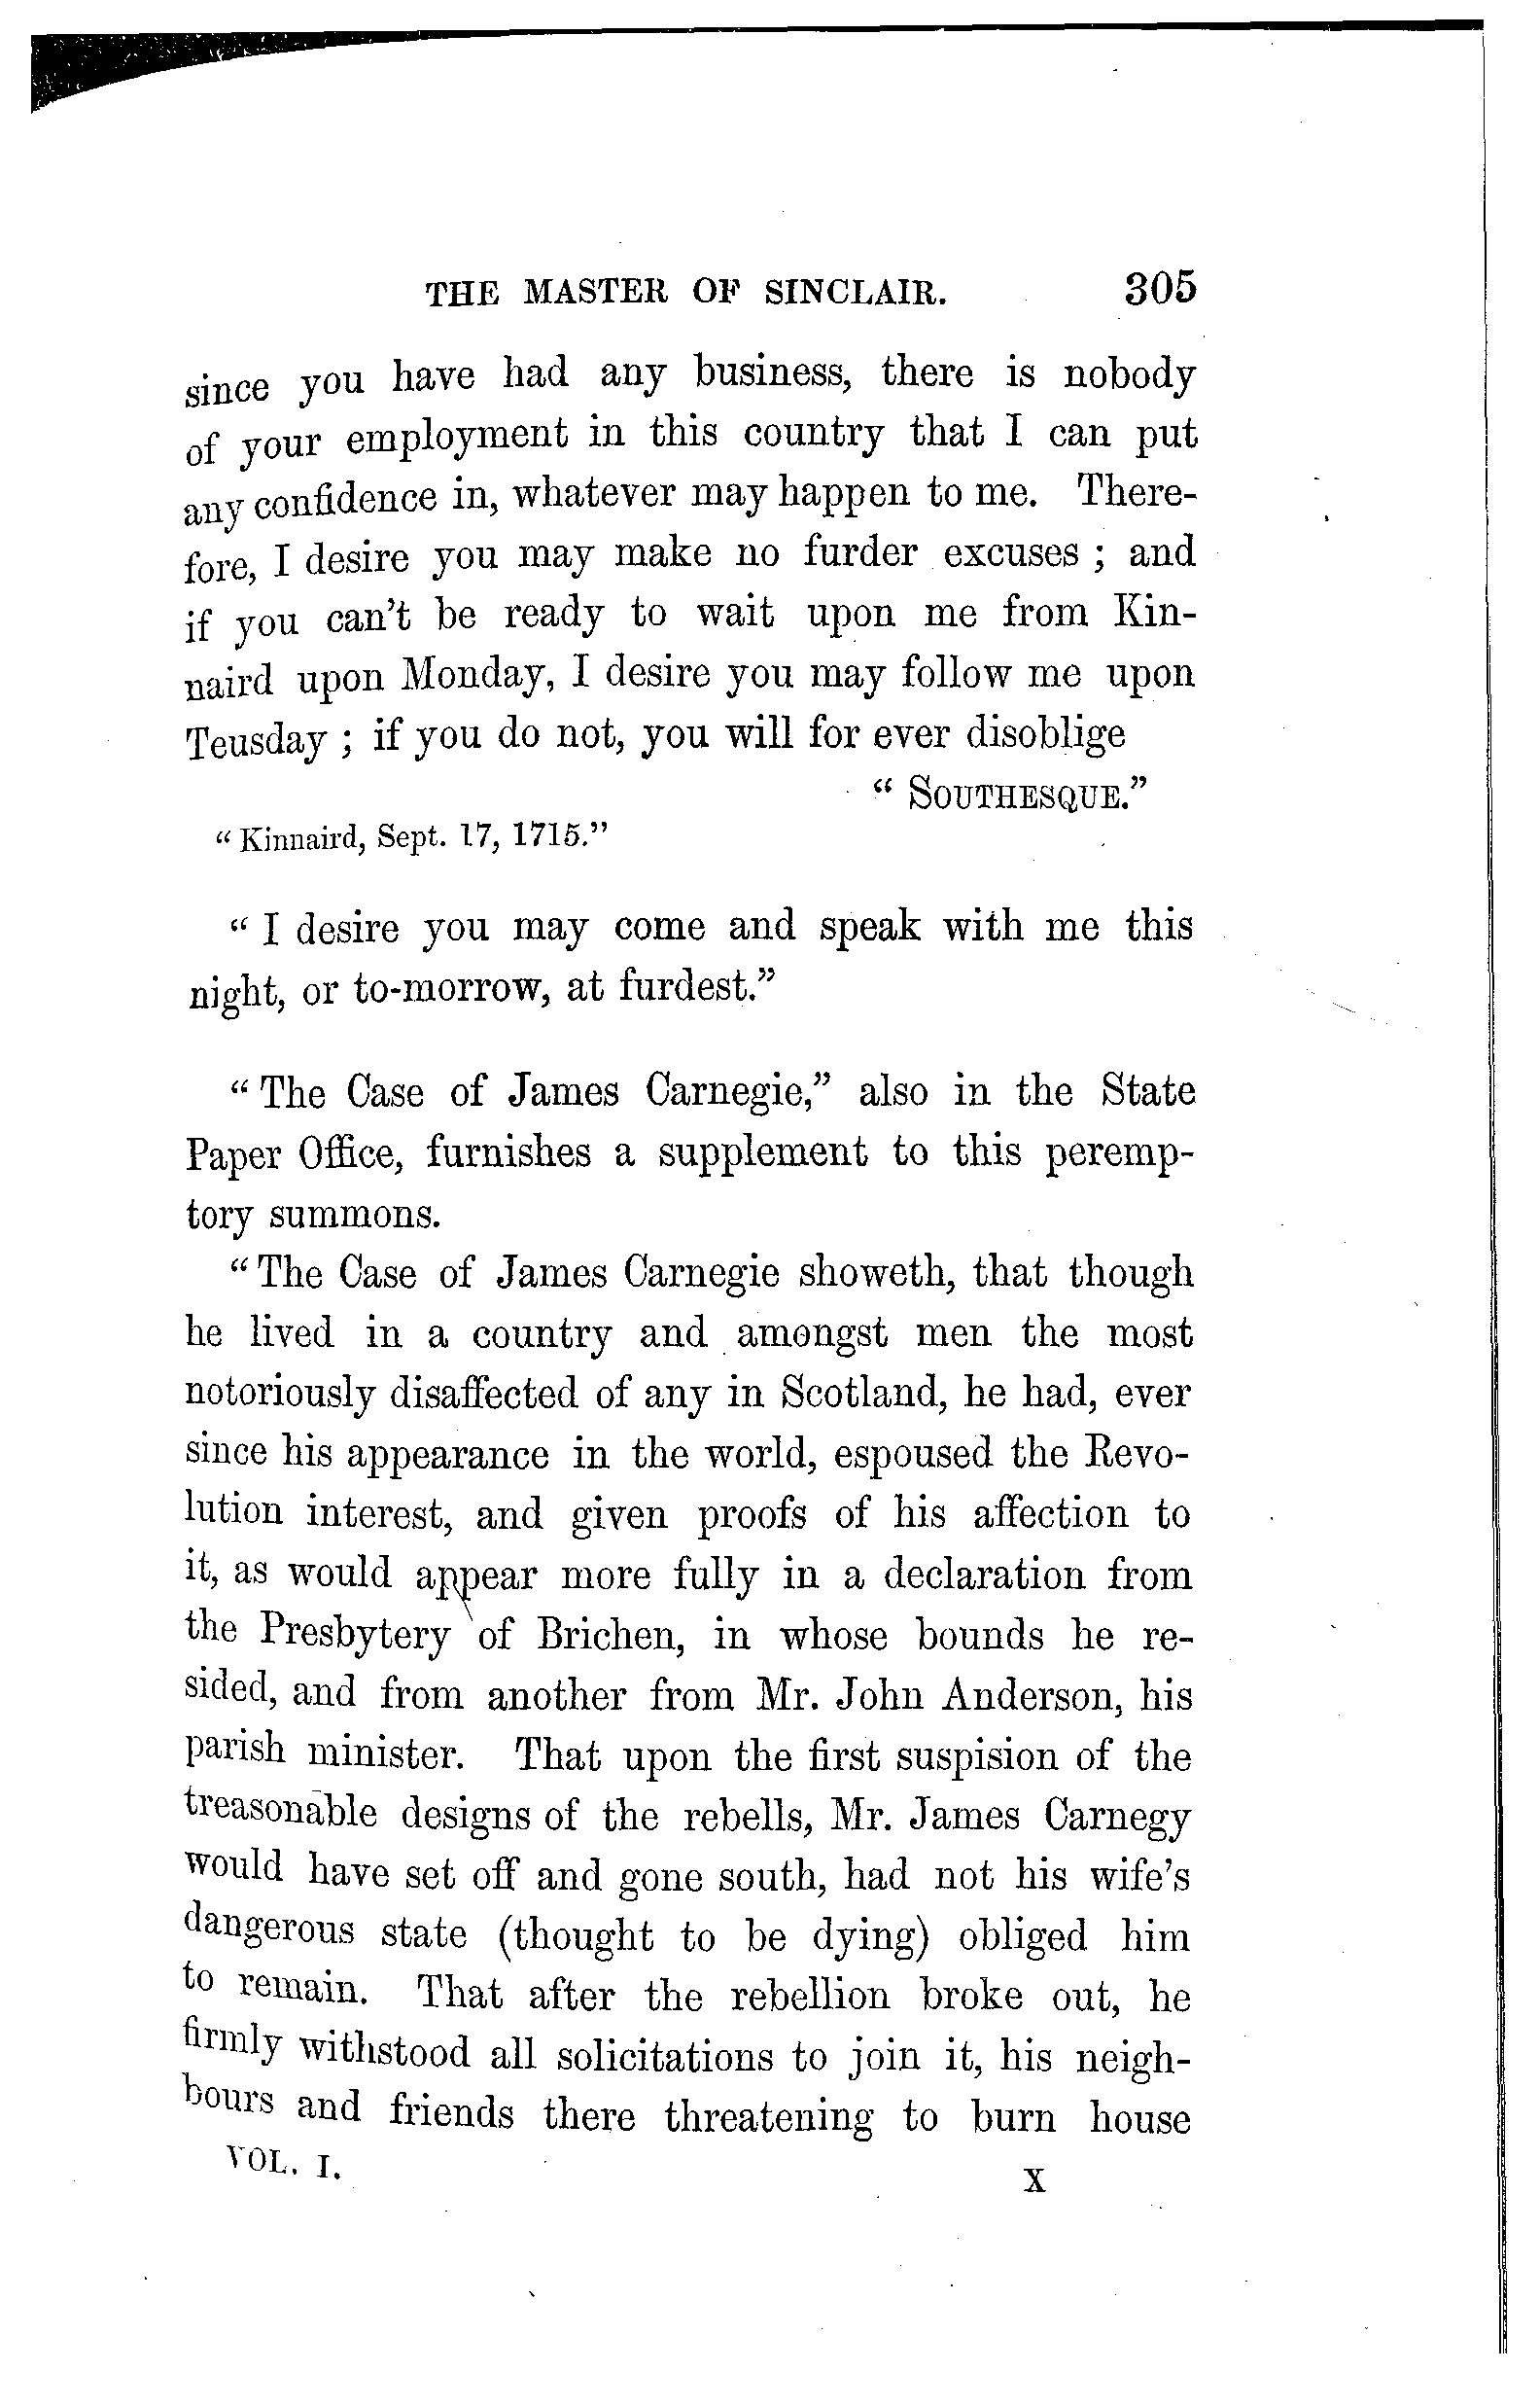 THE MASTER OF SINCLAIR. 305
since you have had any business, there is nobody
of your employment in this country that I can put
any confidence in, whatever may happen to me. There-
fore, I desire you may make no furder excuses ; and
if you can't be ready to wait upon me from Kin-
naird upon Monday, I desire you may follow me upon
Teusday ; if you do not, you will for ever disoblige
“ SOUTHESQUE.”
“ Kinnaird, Sept. 17, 1715.”
“ I desire you may come and speak with me this
night, or to-morrow, at furdest.”
“ The Case of James Carnegie,” also in the State
Paper Office, furnishes a supplement to this peremp-
tory summons.
“ The Case of James Carnegie showeth, that though
he lived in a country and amongst men the most
notoriously disaffected of any in Scotland, he had, ever
since his appearance in the world, espoused the Revo-
lution interest, and given proofs of his affection to
it, as would appear more fully in a declaration from
the Presbytery of Brichen, in whose bounds he re-
sided, and from another from Mr. John Anderson, his
parish minister. That upon the first suspision of the
treasonable designs of the rebells, Mr. James Carnegy
would have set off and gone south, had not his wife's
dangerous state (thought to be dying) obliged him
to remain. That after the rebellion broke out, he
firmly withstood all solicitations to join it, his neigh-
bours and friends there threatening to burn house
VOL. I. X